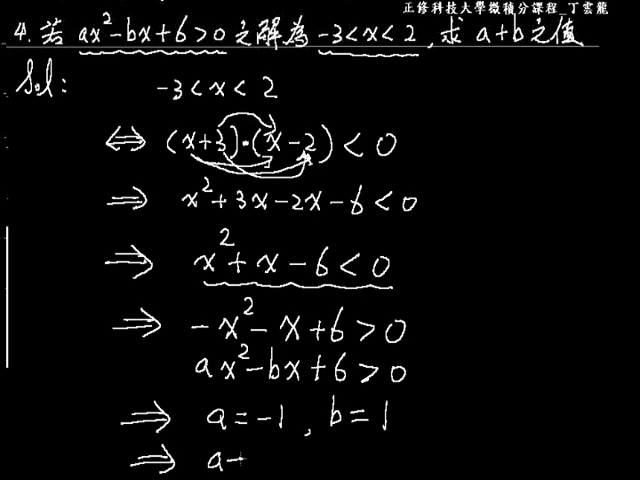 正修科技大學微積分課程_丁雲龍
4. 若 ax²-bx+6>0 之解為 -3<x<2, 求 a+b 之值
Sol: -3<x<2
⇔ (x+3)·(x-2)<0
⇒ x²+3x-2x-6<0
⇒ x²+x-6<0
⇒ -x²-x+6>0
ax²-bx+6>0
⇒ a=-1, b=1
⇒ a+